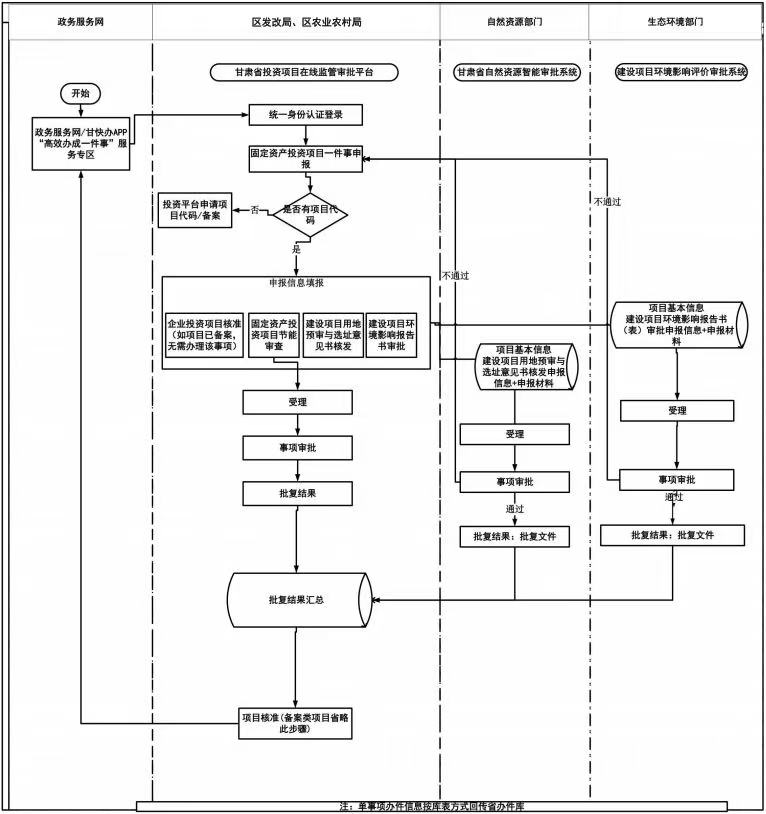 政务服务网
区发改局、区农业农村局
自然资源部门
生态环境部门
甘肃省投资项目在线监管审批平台
甘肃省自然资源智能审批系统
建设项目环境影响评价审批系统
开始
政务服务网/甘快办APP
“高效办成一件事”服
务专区
统一身份认证登录
固定资产投资项目一件事申
报
投资平台申请项
目代码/备案
否
是否有项目代
码
是
不通过
不通过
申报信息填报
企业投资项目核准
（如项目已备案，
无需办理该事项）
固定资产投
资项目节能
审查
建设项目用地
预审与选址意
见书核发
建设项目环
境影响报告
书审批
项目基本信息
建设项目用地预审与
选址意见书核发申报
信息+申报材料
项目基本信息
建设项目环境影响报告书
（表）审批申报信息+申报材
料
受理
事项审批
批复结果
受理
事项审批
通过
批复结果：批复文件
受理
事项审批
通过
批复结果：批复文件
批复结果汇总
项目核准(备案类项目省略
此步骤)
注：单事项办件信息按库表方式回传省办件库